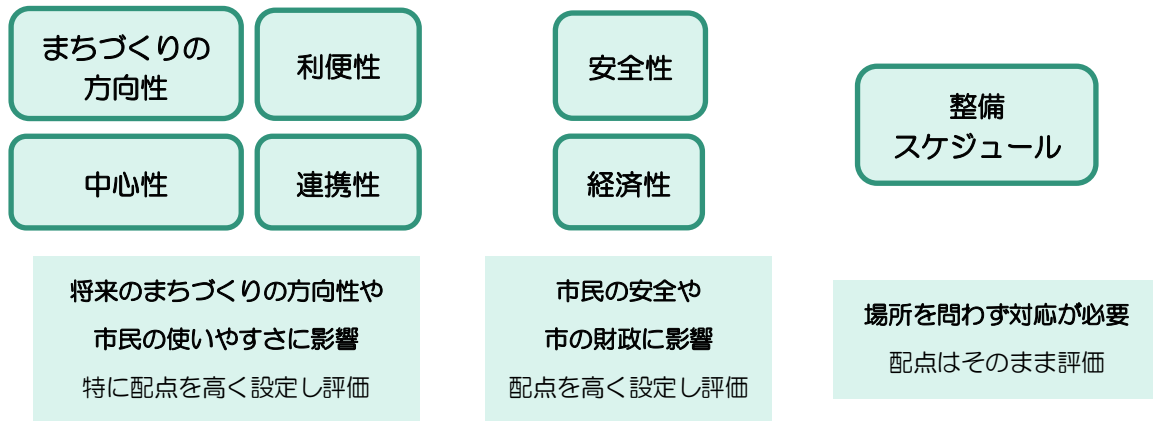 まちづくりの
方向性
利便性
中心性
連携性
将来のまちづくりの方向性や
市民の使いやすさに影響
特に配点を高く設定し評価
安全性
経済性
市民の安全や
市の財政に影響
配点を高く設定し評価
整備
スケジュール
場所を問わず対応が必要
配点はそのまま評価